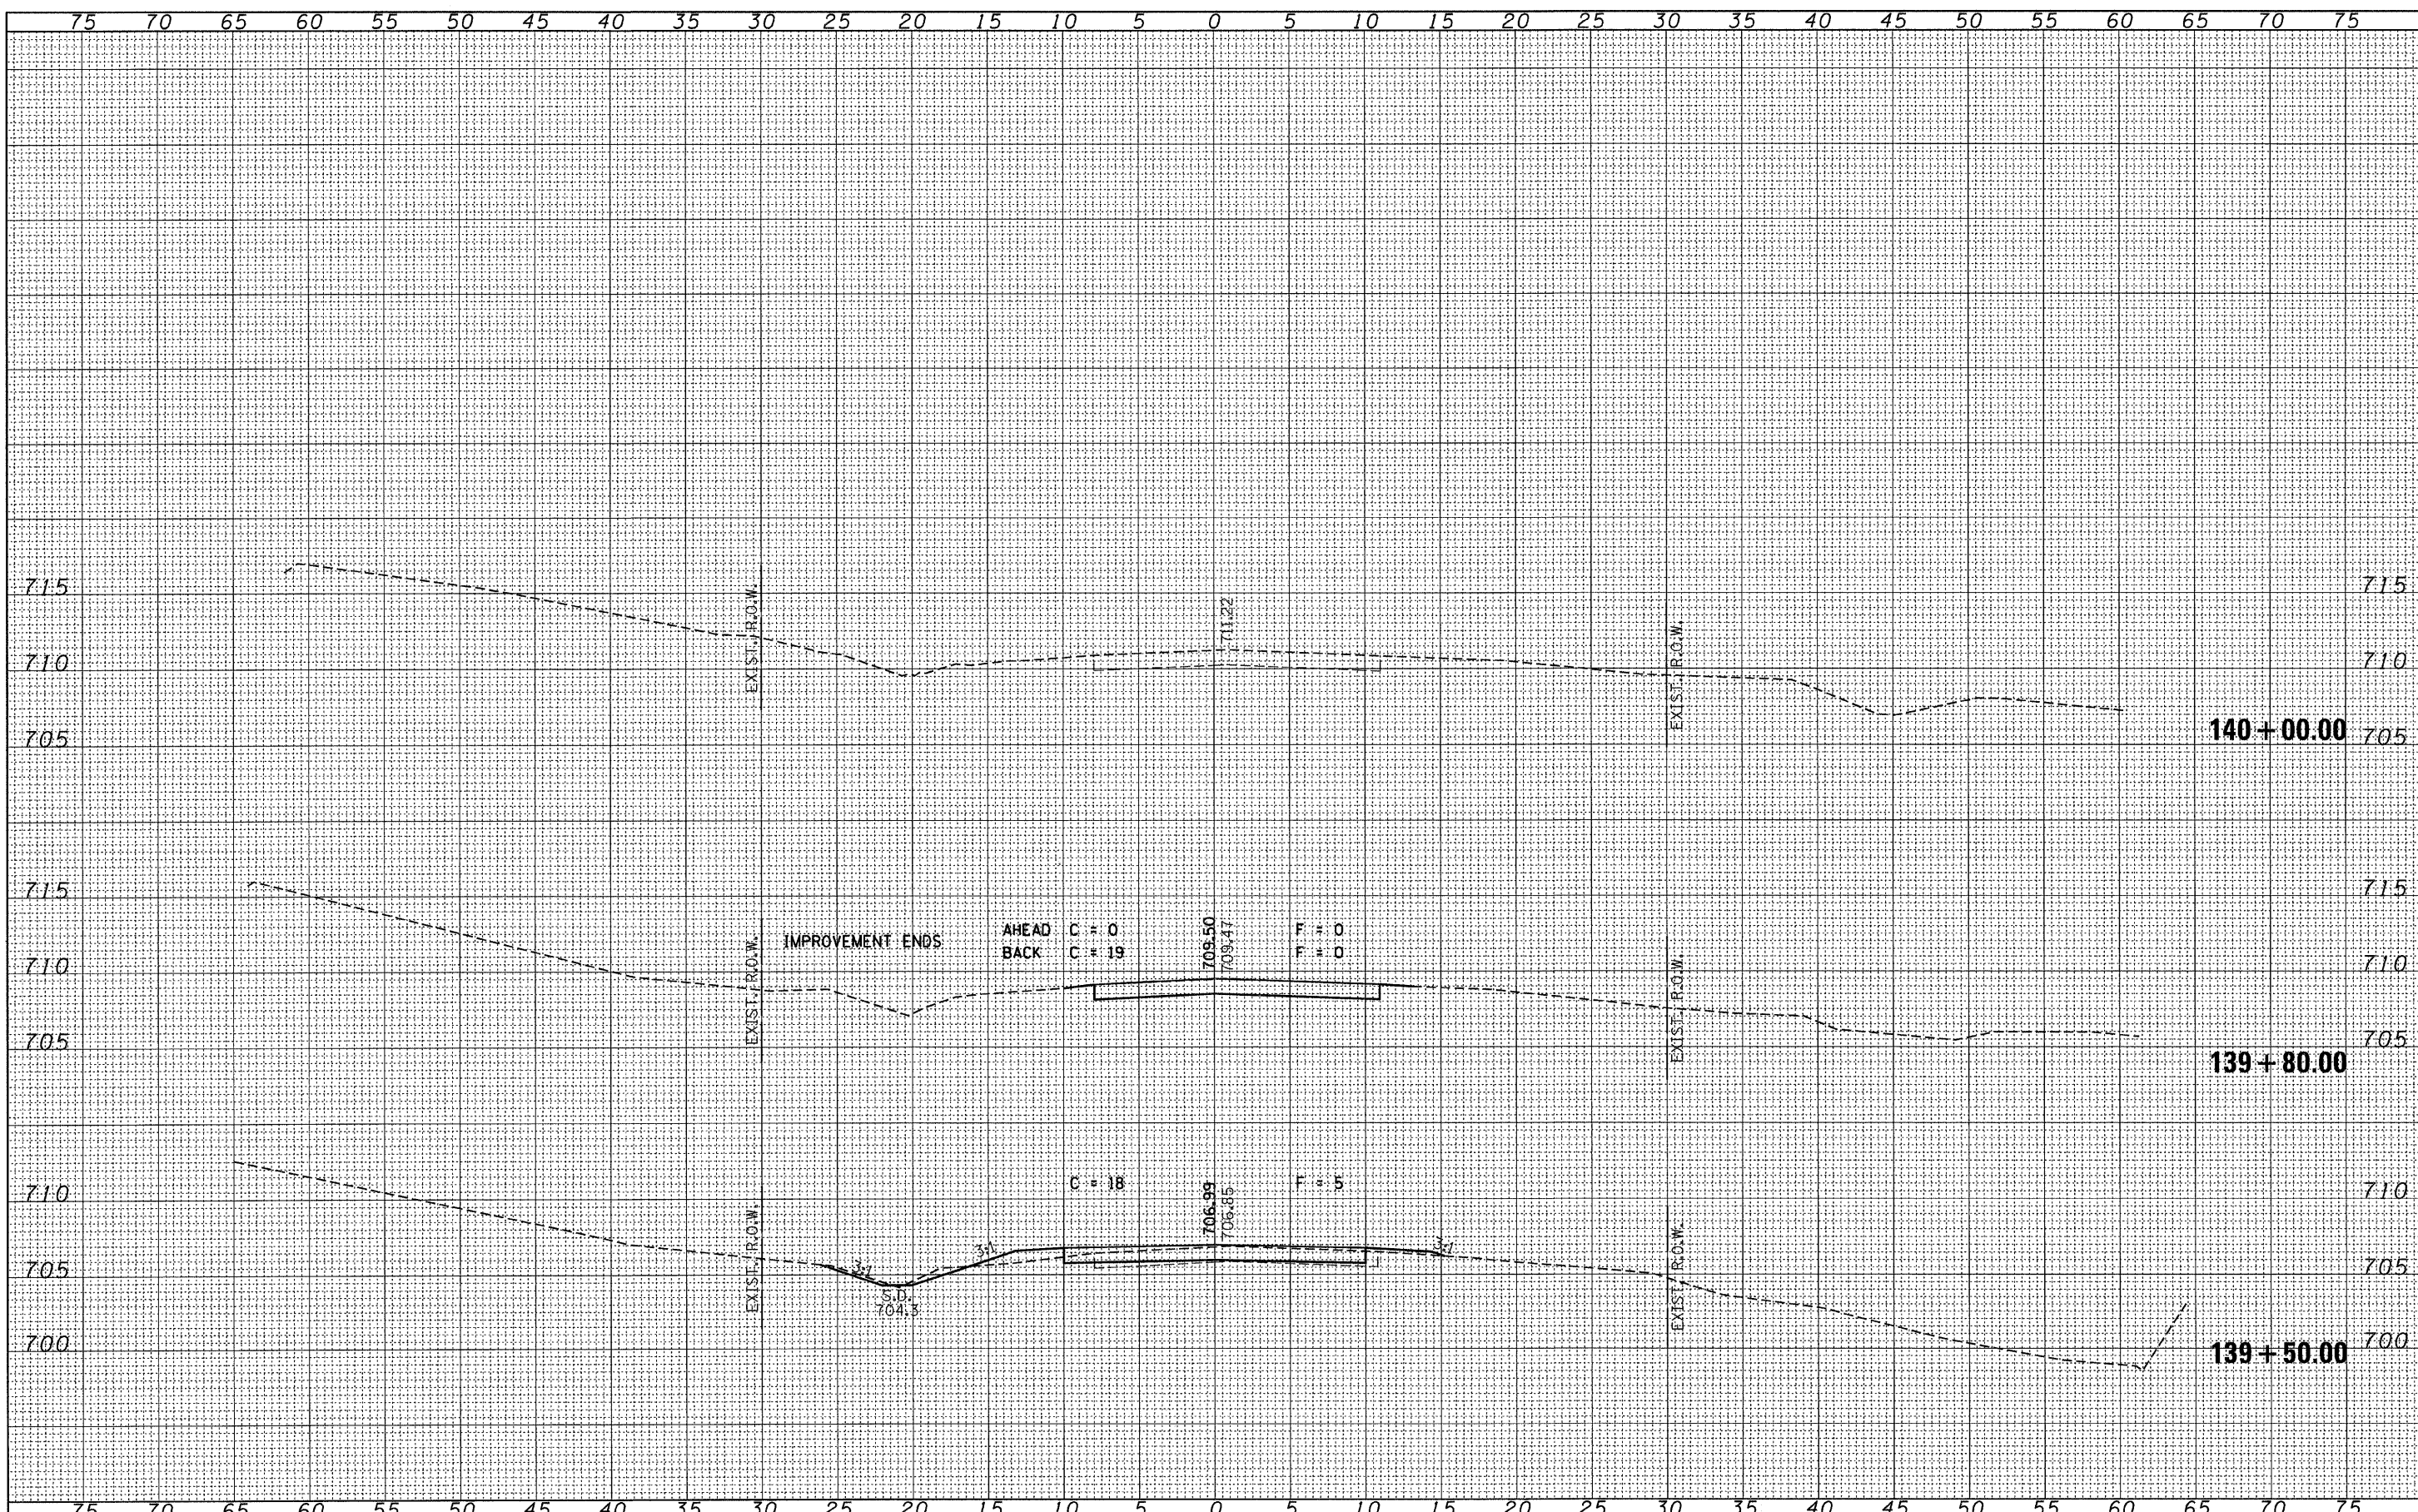 75 70 65 60 55 50 45 40 35 30 25 20 15 10 5 0 5 10 15 20 25 30 35 40 45 50 55 60 65 70 75
715 715
EXIST. R.O.W.
711.22
EXIST. R.O.W.
710 710
705 140+00.00 705
715 715
IMPROVEMENT ENDS
AHEAD C = 0 F = 0
BACK C = 19 F = 0
709.50
709.47
EXIST. R.O.W.
EXIST. R.O.W.
710 710
705 705
139+80.00
C = 18 F = 5
706.99
706.85
710 710
EXIST. R.O.W.
EXIST. R.O.W.
3:1
3:1
3:1
705 705
S.D.
704.3
700 139+50.00 700
75 70 65 60 55 50 45 40 35 30 25 20 15 10 5 0 5 10 15 20 25 30 35 40 45 50 55 60 65 70 75